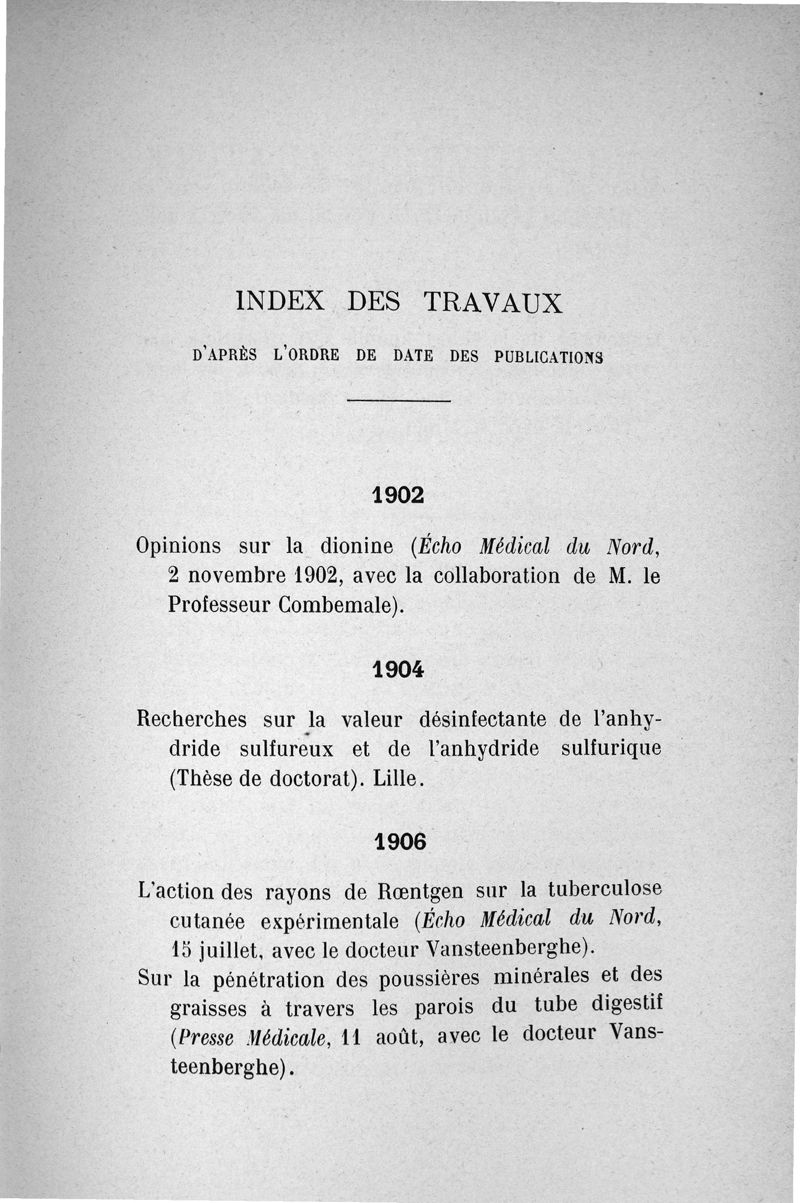 INDEX DES TRAVAUX
D'APRÈS L'ORDRE DE DATE DES PUBLICATIONS
1902
Opinions sur la dionine (Écho Médical du Nord,
2 novembre 1902, avec la collaboration de M. le
Professeur Combemale).
1904
Recherches sur la valeur désinfectante de l'anhy-
dride sulfureux et de l'anhydride sulfurique
(Thèse de doctorat). Lille.
1906
L'action des rayons de Rœntgen sur la tuberculose
cutanée expérimentale (Écho Médical du Nord,
15 juillet, avec le docteur Vansteenberghe).
Sur la pénétration des poussières minérales et des
graisses à travers les parois du tube digestif
(Presse Médicale, 11 août, avec le docteur Vans-
teenberghe).